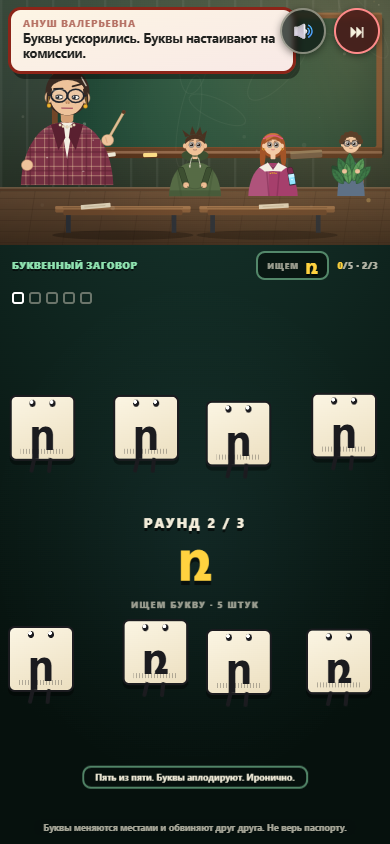 АНУШ ВАЛЕРЬЕВНА
Буквы ускорились. Буквы настаивают на
комиссии.
БУКВЕННЫЙ ЗАГОВОР
ИЩЕМ ռ
0/5 · 2/3
ր ր ր ր
РАУНД 2 / 3
ռ
ИЩЕМ БУКВУ · 5 ШТУК
ր ռ ր ռ
Пять из пяти. Буквы аплодируют. Иронично.
Буквы меняются местами и обвиняют друг друга. Не верь паспорту.